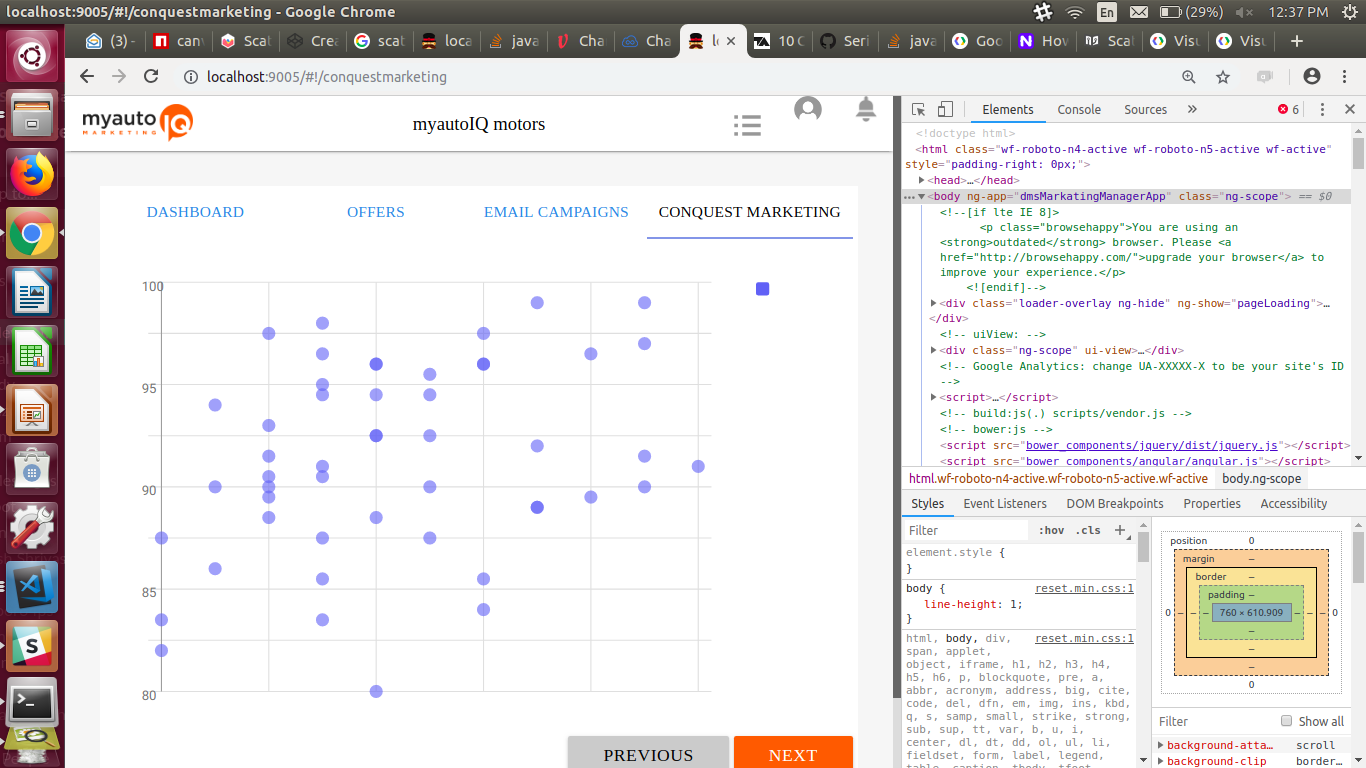 localhost:9005/#!/conquestmarketing - Google Chrome
En
(29%)
12:37 PM
(3) -
can
Scat
Crea
scat
loca
java
Cha
Cha
lo
10 C
Seri
java
Goo
How
Scat
Visu
Visu
localhost:9005/#!/conquestmarketing
myauto IQ
MARKETING
myautoIQ motors
DASHBOARD
OFFERS
EMAIL CAMPAIGNS
CONQUEST MARKETING
100
95
90
85
80
PREVIOUS
NEXT
Elements
Console
Sources
6
<!doctype html>
<html class="wf-roboto-n4-active wf-roboto-n5-active wf-active"
style="padding-right: 0px;">
<head>…</head>
<body ng-app="dmsMarkatingManagerApp" class="ng-scope"> == $0
<!--[if lte IE 8]>
<p class="browsehappy">You are using an
<strong>outdated</strong> browser. Please <a
href="http://browsehappy.com/">upgrade your browser</a> to
improve your experience.</p>
<![endif]-->
<div class="loader-overlay ng-hide" ng-show="pageLoading">…
</div>
<!-- uiView: -->
<div class="ng-scope" ui-view>…</div>
<!-- Google Analytics: change UA-XXXXX-X to be your site's ID
-->
<script>…</script>
<!-- build:js(.) scripts/vendor.js -->
<!-- bower:js -->
<script src="bower_components/jquery/dist/jquery.js"></script>
<script src="bower_components/angular/angular.js"></script>
html.wf-roboto-n4-active.wf-roboto-n5-active.wf-active
body.ng-scope
Styles
Event Listeners
DOM Breakpoints
Properties
Accessibility
Filter
:hov
.cls
element.style {
}
body {
reset.min.css:1
line-height: 1;
}
html, body, div,
reset.min.css:1
span, applet,
object, iframe, h1, h2, h3, h4,
h5, h6, p, blockquote, pre, a,
abbr, acronym, address, big, cite,
code, del, dfn, em, img, ins, kbd,
q, s, samp, small, strike, strong,
sub, sup, tt, var, b, u, i,
center, dl, dt, dd, ol, ul, li,
fieldset, form, label, legend,
table, caption, tbody, tfoot,
position
0
margin
–
border
–
padding
–
0
–
–
–
760 × 610.909
–
–
–
0
–
–
–
0
Filter
Show all
background-atta…
scroll
background-clip
border…